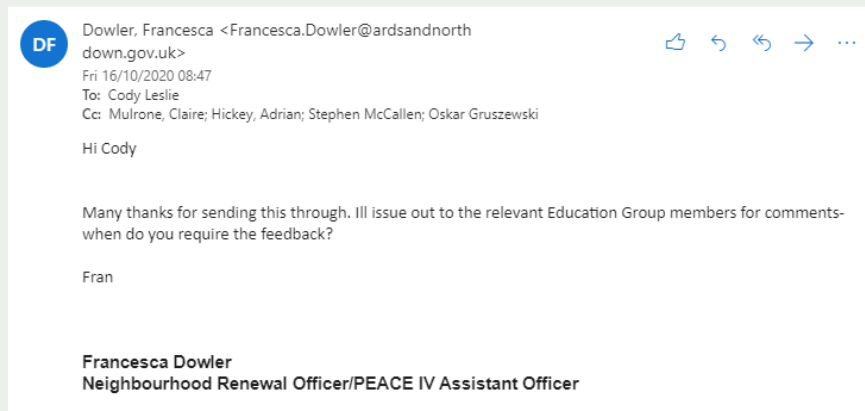 DF
Dowler, Francesca <Francesca.Dowler@ardsandnorth
down.gov.uk>
Fri 16/10/2020 08:47
To: Cody Leslie
Cc: Mulrone, Claire; Hickey, Adrian; Stephen McCallen; Oskar Gruszewski
Hi Cody
Many thanks for sending this through. Ill issue out to the relevant Education Group members for comments-
when do you require the feedback?
Fran
Francesca Dowler
Neighbourhood Renewal Officer/PEACE IV Assistant Officer